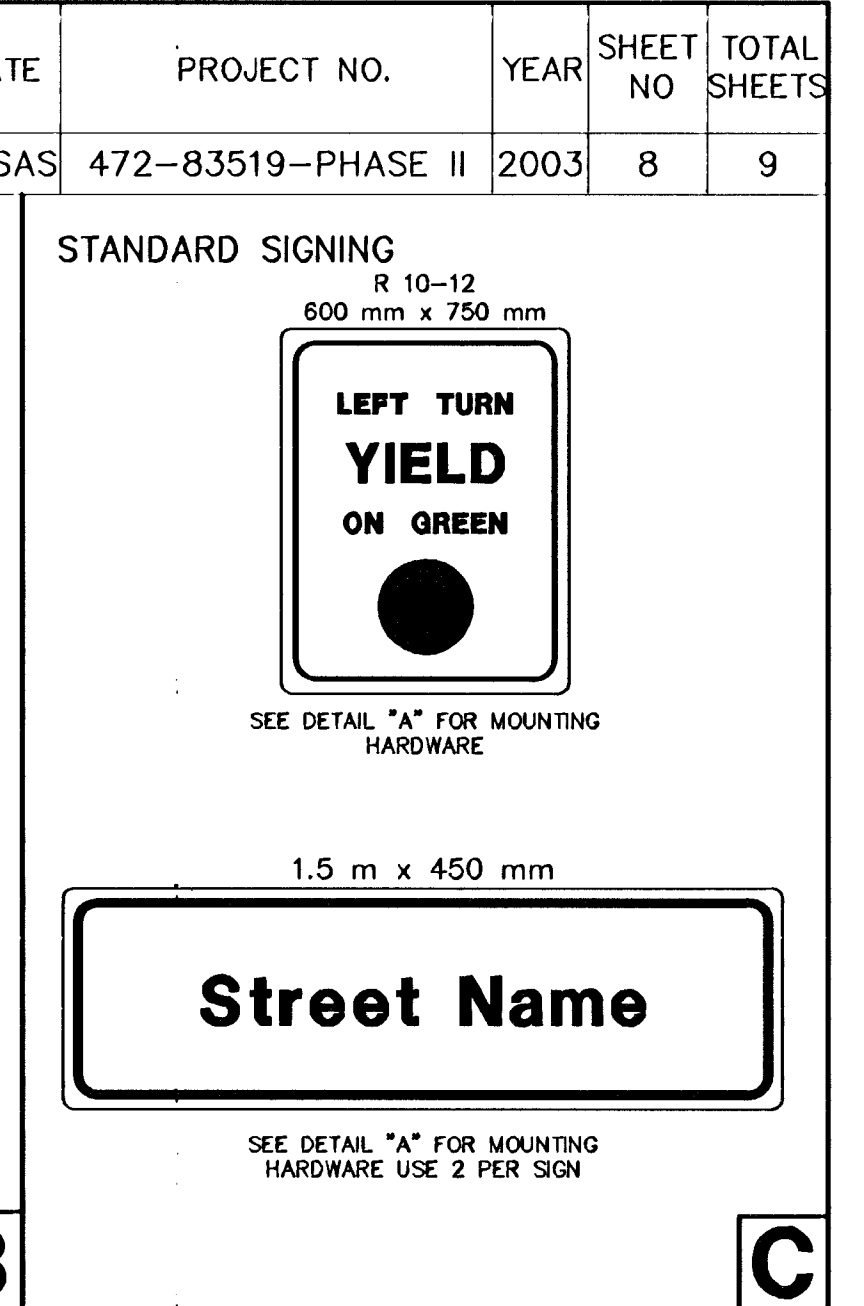 PROJECT NO. YEAR SHEET NO TOTAL SHEETS
472-83519-PHASE II 2003 8 9
STANDARD SIGNING
R 10-12
600 mm x 750 mm
LEFT TURN
YIELD
ON GREEN
SEE DETAIL "A" FOR MOUNTING
HARDWARE
1.5 m x 450 mm
Street Name
SEE DETAIL "A" FOR MOUNTING
HARDWARE USE 2 PER SIGN
C